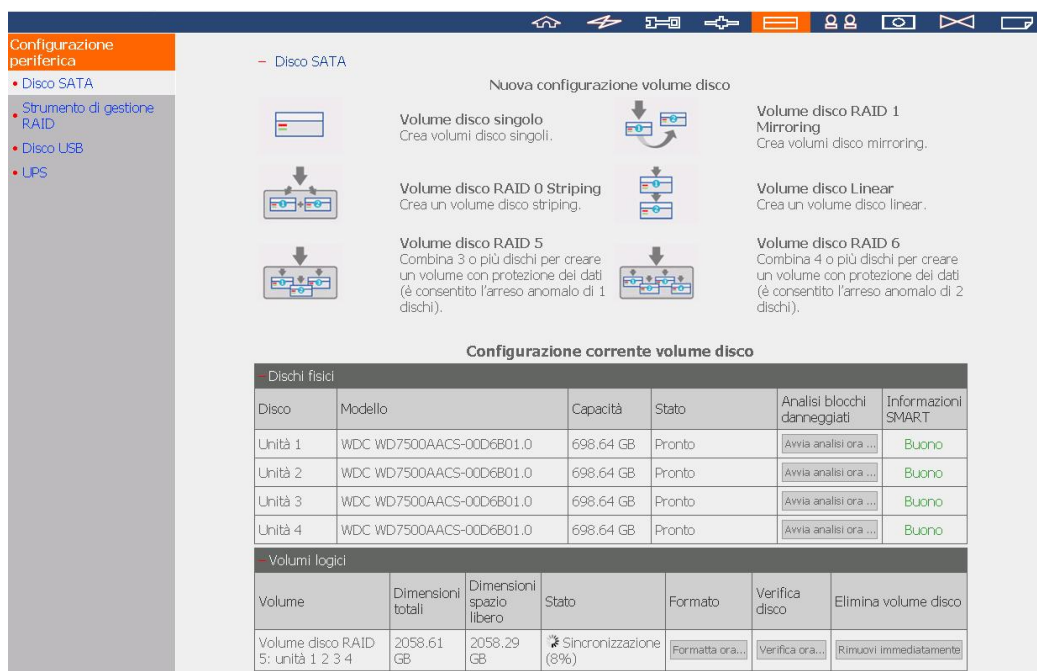 Configurazione
periferica
• Disco SATA
• Strumento di gestione
RAID
• Disco USB
• UPS
– Disco SATA
Nuova configurazione volume disco
Volume disco singolo
Crea volumi disco singoli.
Volume disco RAID 1
Mirroring
Crea volumi disco mirroring.
Volume disco RAID 0 Striping
Crea un volume disco striping.
Volume disco Linear
Crea un volume disco linear.
Volume disco RAID 5
Combina 3 o più dischi per creare
un volume con protezione dei dati
(è consentito l'arreso anomalo di 1
dischi).
Volume disco RAID 6
Combina 4 o più dischi per creare
un volume con protezione dei dati
(è consentito l'arreso anomalo di 2
dischi).
Configurazione corrente volume disco
– Dischi fisici
Disco Modello Capacità Stato Analisi blocchi danneggiati Informazioni SMART
Unità 1 WDC WD7500AACS-00D6B01.0 698.64 GB Pronto Avvia analisi ora ... Buono
Unità 2 WDC WD7500AACS-00D6B01.0 698.64 GB Pronto Avvia analisi ora ... Buono
Unità 3 WDC WD7500AACS-00D6B01.0 698.64 GB Pronto Avvia analisi ora ... Buono
Unità 4 WDC WD7500AACS-00D6B01.0 698.64 GB Pronto Avvia analisi ora ... Buono
– Volumi logici
Volume Dimensioni totali Dimensioni spazio libero Stato Formato Verifica disco Elimina volume disco
Volume disco RAID 5: unità 1 2 3 4 2058.61 GB 2058.29 GB Sincronizzazione (8%) Formatta ora... Verifica ora... Rimuovi immediatamente